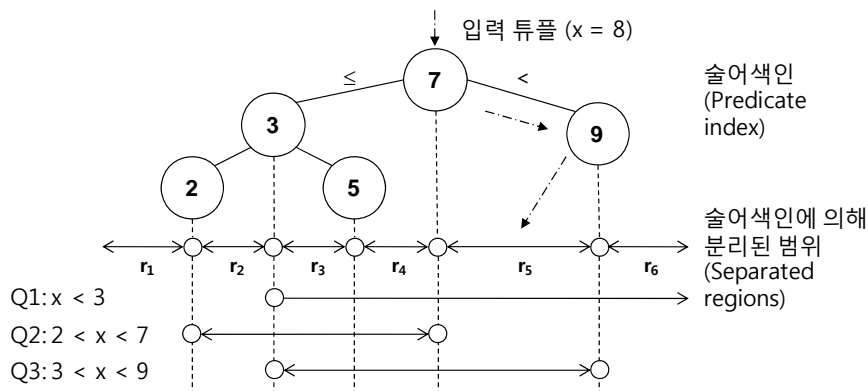 입력 튜플 (x = 8)
≤
<
7
3
9
2
5
술어색인
(Predicate
index)
r1
r2
r3
r4
r5
r6
술어색인에 의해
분리된 범위
(Separated
regions)
Q1: x < 3
Q2: 2 < x < 7
Q3: 3 < x < 9